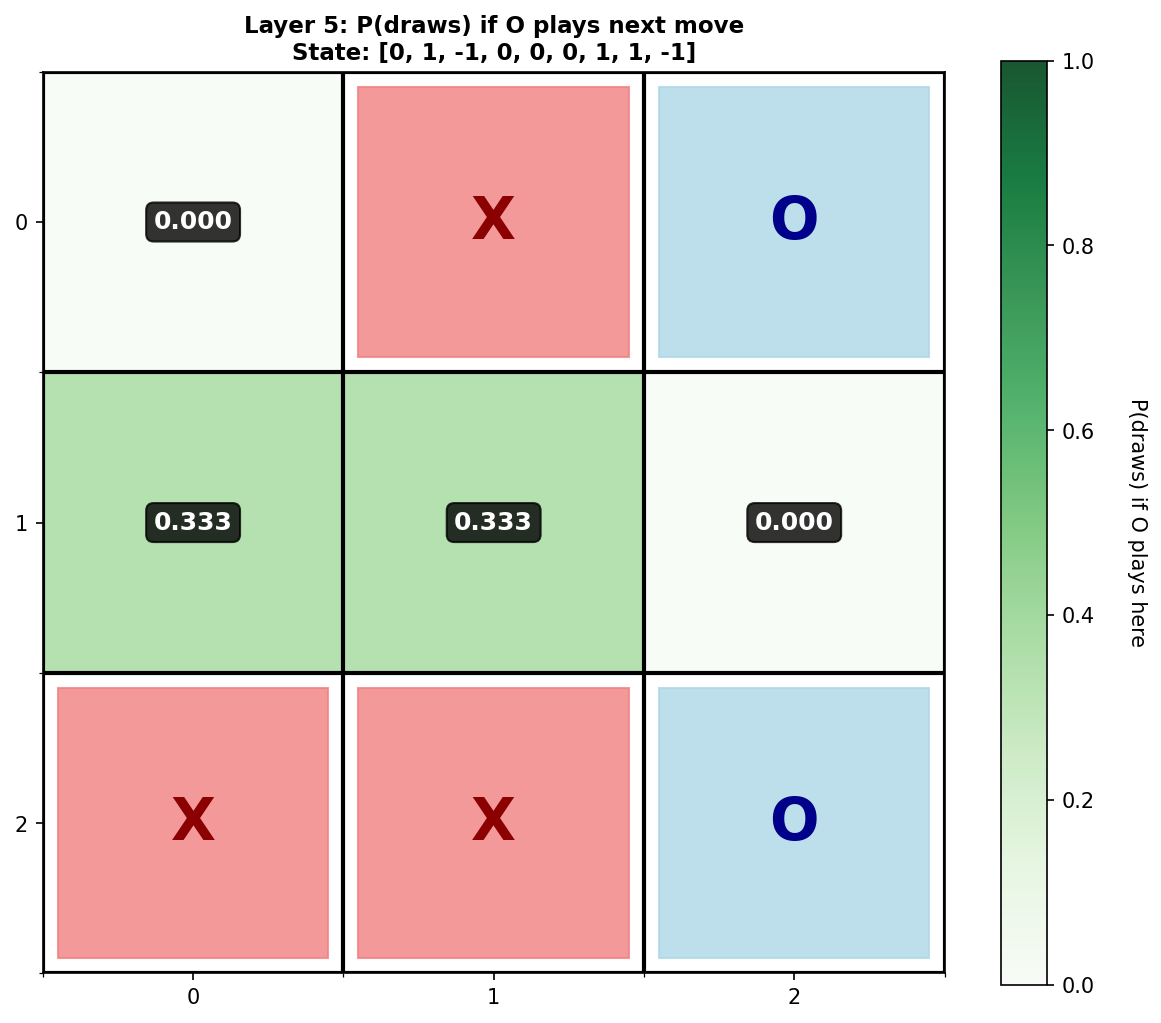 Layer 5: P(draws) if O plays next move
State: [0, 1, -1, 0, 0, 0, 1, 1, -1]
0
0.000
X
O
1
0.333
0.333
0.000
2
X
X
O
0
1
2
1.0
0.8
0.6
0.4
0.2
0.0
P(draws) if O plays here